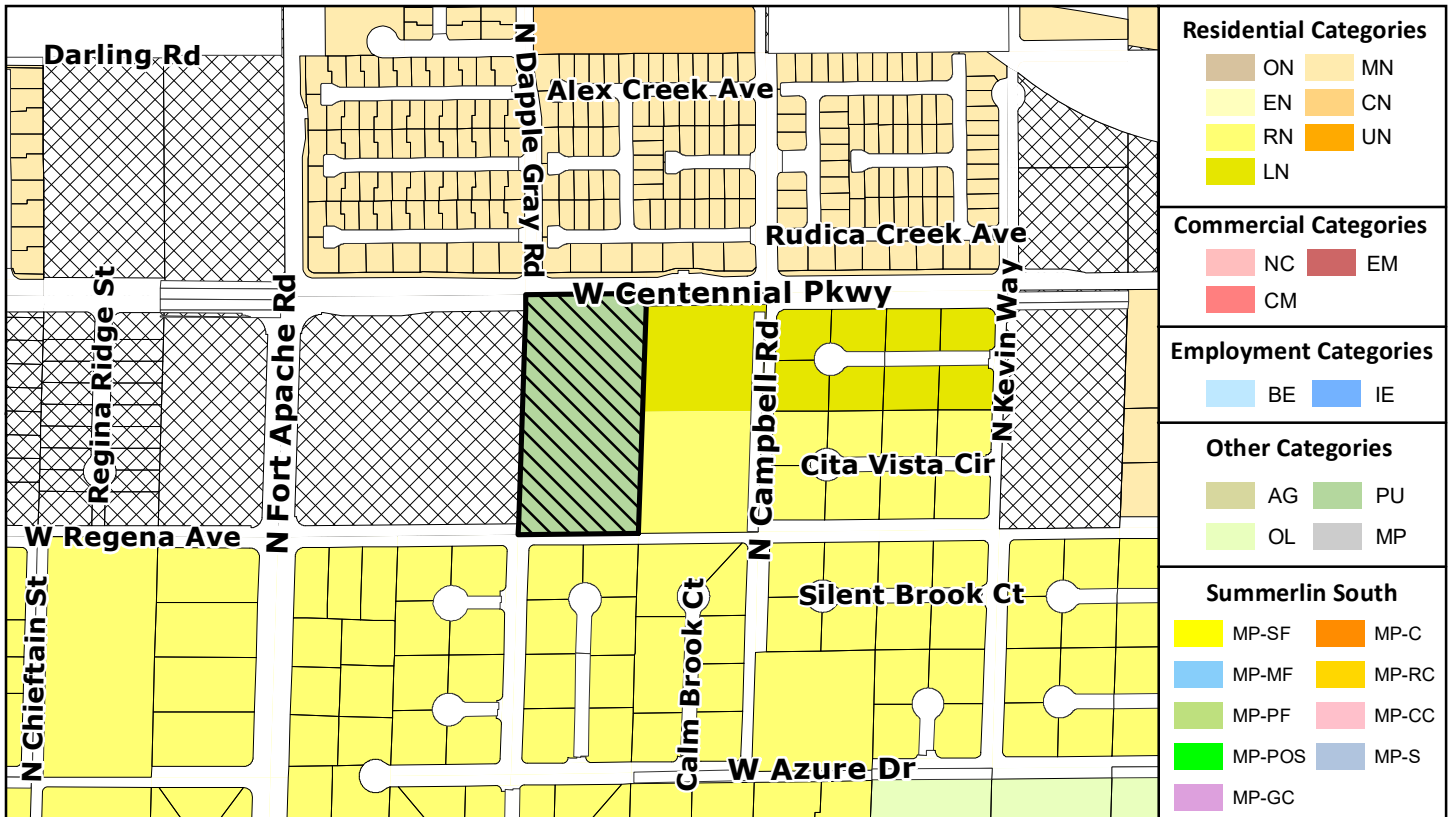 Darling Rd
N Dapple Gray Rd
Alex Creek Ave
Rudica Creek Ave
W Centennial Pkwy
Regina Ridge St
N Fort Apache Rd
N Campbell Rd
N Kevin Way
Cita Vista Cir
W Regena Ave
N Chieftain St
Calm Brook Ct
Silent Brook Ct
W Azure Dr
Residential Categories
ON MN
EN CN
RN UN
LN
Commercial Categories
NC EM
CM
Employment Categories
BE IE
Other Categories
AG PU
OL MP
Summerlin South
MP-SF MP-C
MP-MF MP-RC
MP-PF MP-CC
MP-POS MP-S
MP-GC